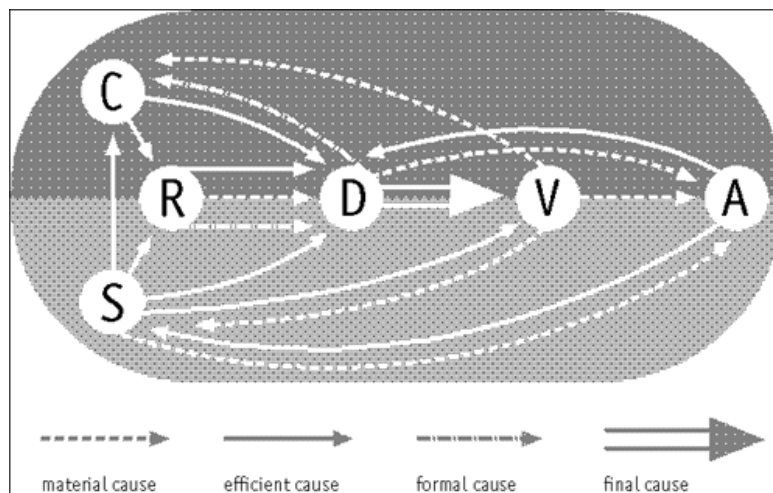 C
R
D
V
A
S
material cause
efficient cause
formal cause
final cause